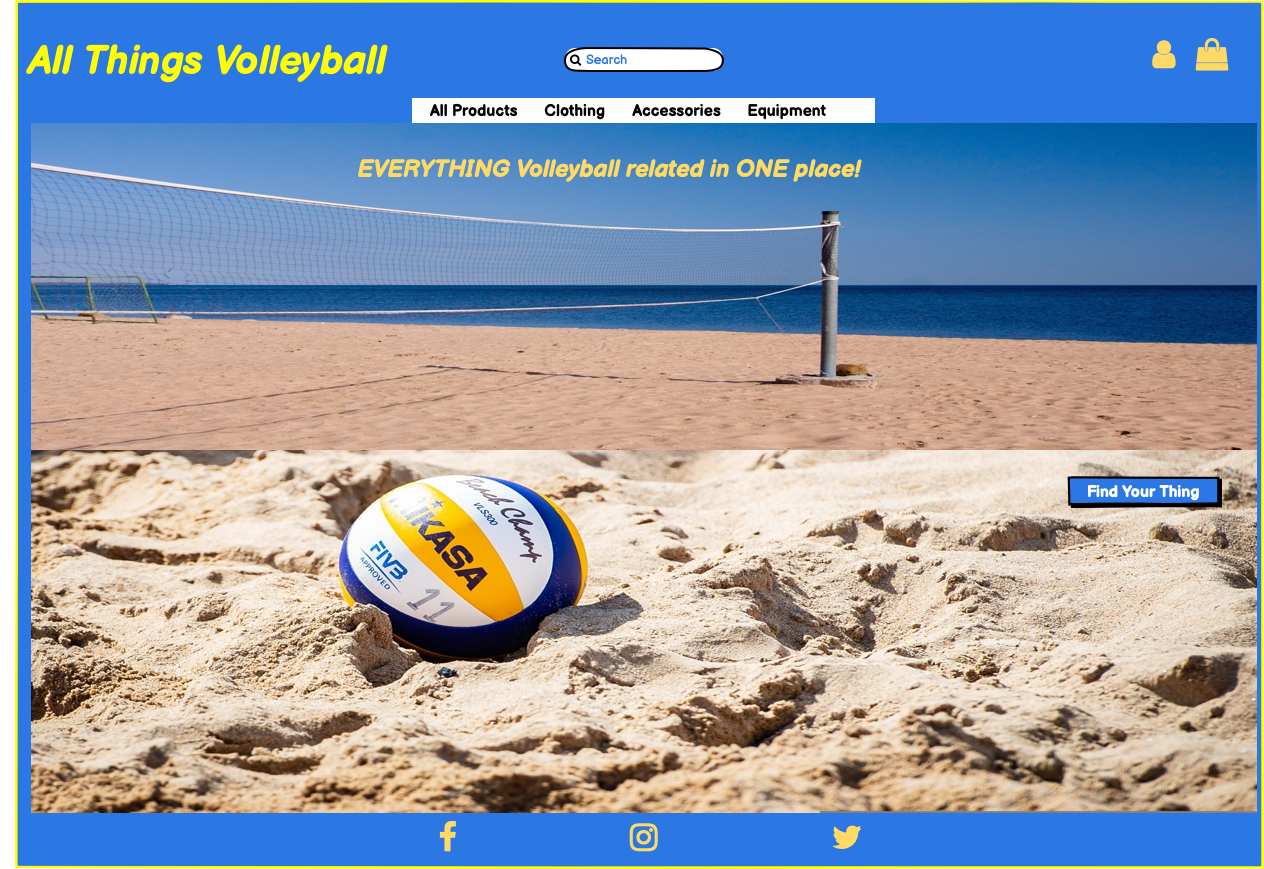 All Things Volleyball
Search
All Products Clothing Accessories Equipment
EVERYTHING Volleyball related in ONE place!
Find Your Thing
Beach Champ
VLS300
KASA
FIVB
APPROVED
11